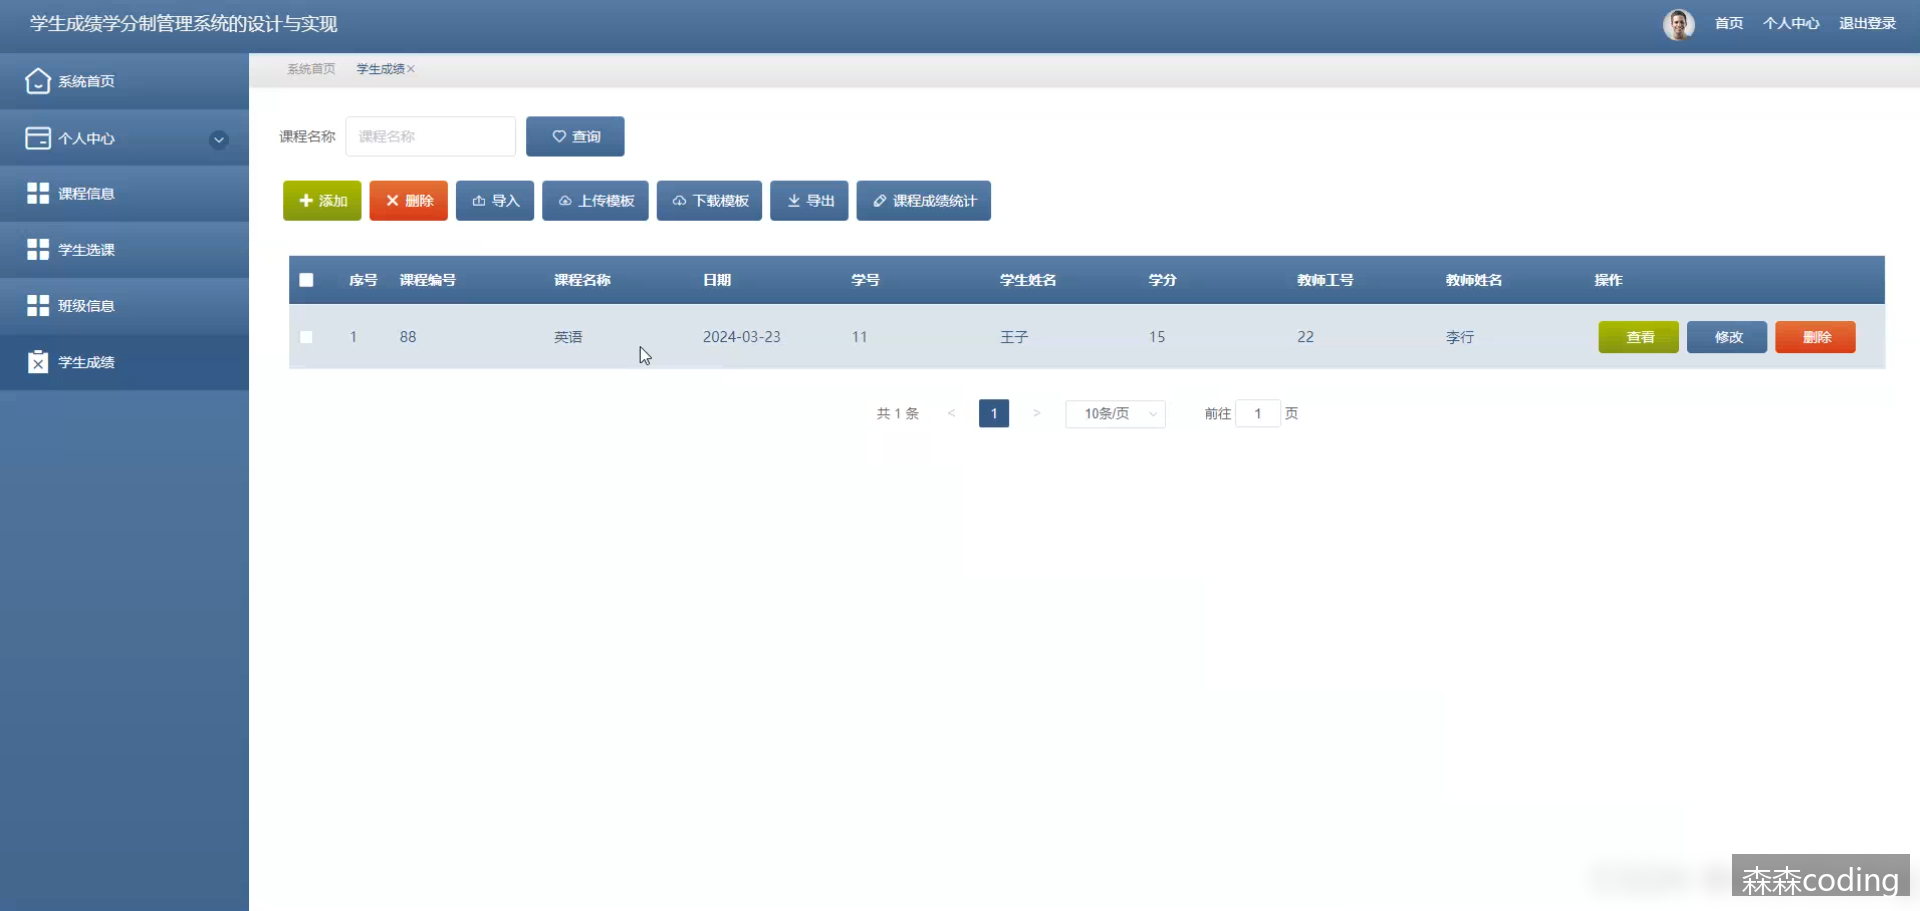 学生成绩学分制管理系统的设计与实现
首页 个人中心 退出登录
系统首页
个人中心
课程信息
学生选课
班级信息
学生成绩
系统首页 学生成绩×
课程名称 课程名称 查询
添加 删除 导入 上传模板 下载模板 导出 课程成绩统计
序号 课程编号 课程名称 日期 学号 学生姓名 学分 教师工号 教师姓名 操作
1 88 英语 2024-03-23 11 王子 15 22 李行 查看 修改 删除
共 1 条 < 1 > 10条/页 前往 1 页
森森coding